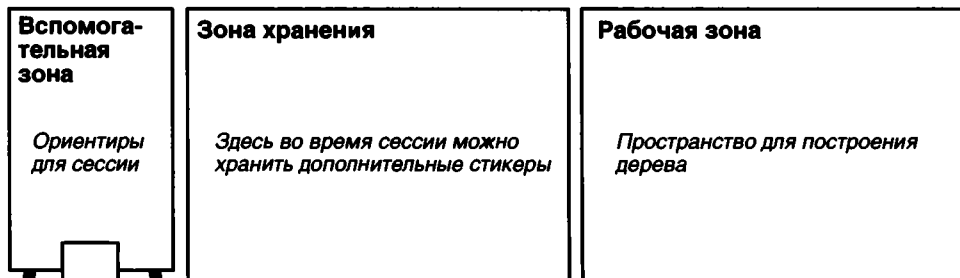 Вспомога-
тельная
зона
Ориентиры
для сессии
Зона хранения
Здесь во время сессии можно
хранить дополнительные стикеры
Рабочая зона
Пространство для построения
дерева